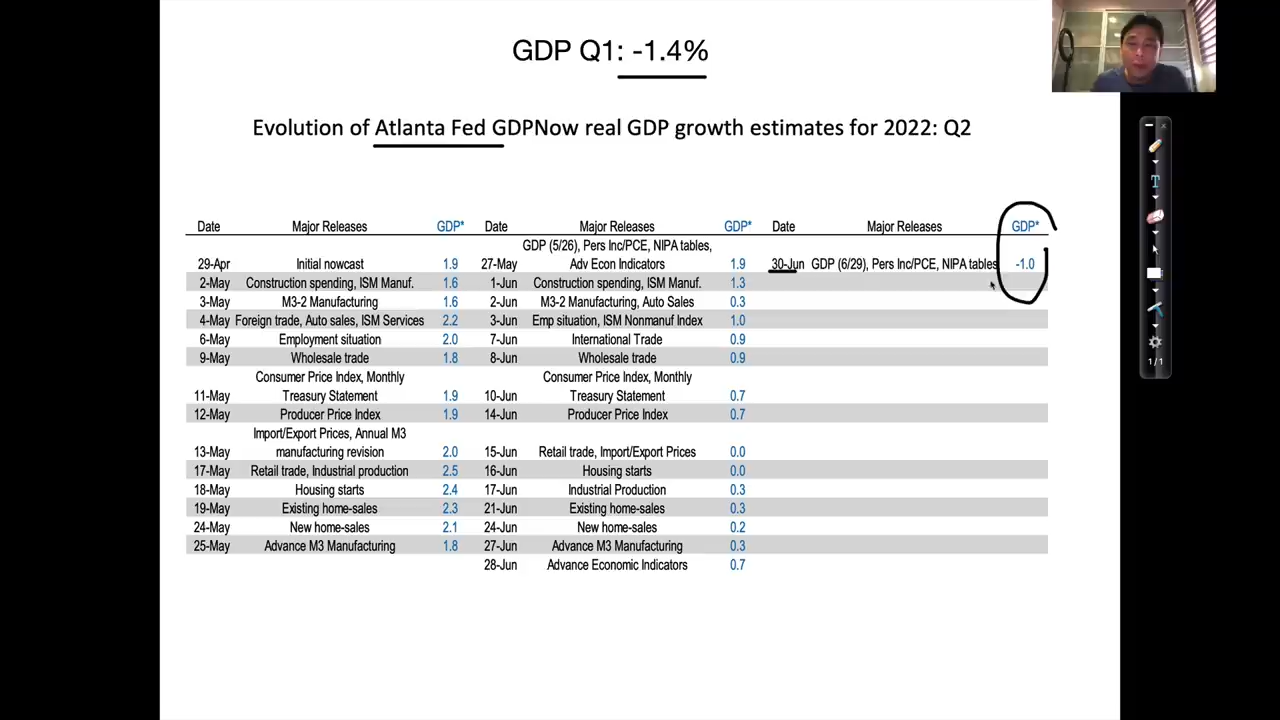 GDP Q1: -1.4%
Evolution of Atlanta Fed GDPNow real GDP growth estimates for 2022: Q2
Date Major Releases GDP* Date Major Releases GDP* Date Major Releases GDP*
GDP (5/26), Pers Inc/PCE, NIPA tables,
29-Apr Initial nowcast 1.9 27-May Adv Econ Indicators 1.9 30-Jun GDP (6/29), Pers Inc/PCE, NIPA tables -1.0
2-May Construction spending, ISM Manuf. 1.6 1-Jun Construction spending, ISM Manuf. 1.3
3-May M3-2 Manufacturing 1.6 2-Jun M3-2 Manufacturing, Auto Sales 0.3
4-May Foreign trade, Auto sales, ISM Services 2.2 3-Jun Emp situation, ISM Nonmanuf Index 1.0
6-May Employment situation 2.0 7-Jun International Trade 0.9
9-May Wholesale trade 1.8 8-Jun Wholesale trade 0.9
Consumer Price Index, Monthly Consumer Price Index, Monthly
11-May Treasury Statement 1.9 10-Jun Treasury Statement 0.7
12-May Producer Price Index 1.9 14-Jun Producer Price Index 0.7
Import/Export Prices, Annual M3
13-May manufacturing revision 2.0 15-Jun Retail trade, Import/Export Prices 0.0
17-May Retail trade, Industrial production 2.5 16-Jun Housing starts 0.0
18-May Housing starts 2.4 17-Jun Industrial Production 0.3
19-May Existing home-sales 2.3 21-Jun Existing home-sales 0.3
24-May New home-sales 2.1 24-Jun New home-sales 0.2
25-May Advance M3 Manufacturing 1.8 27-Jun Advance M3 Manufacturing 0.3
28-Jun Advance Economic Indicators 0.7
T
1/1